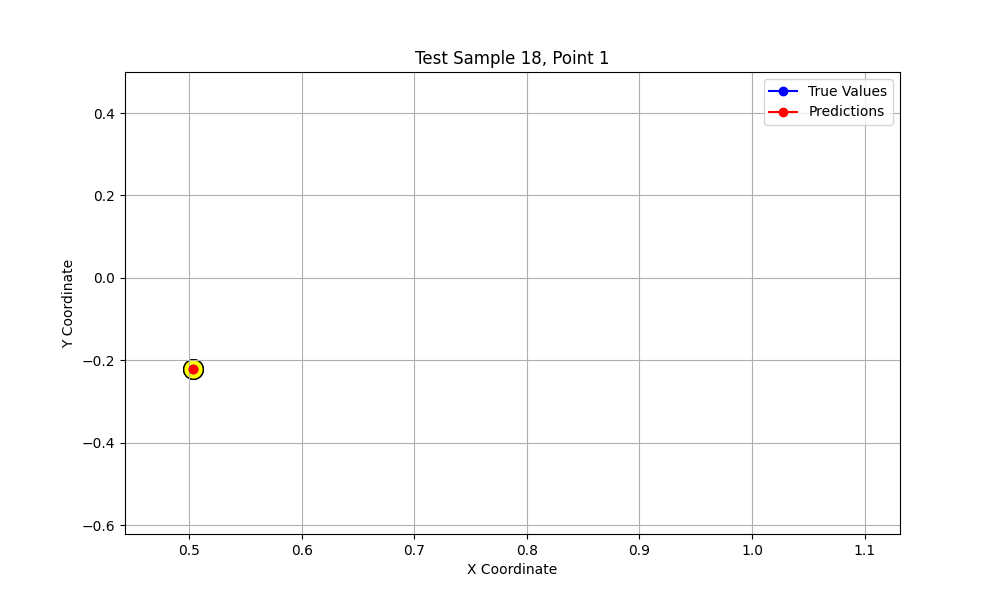 Test Sample 18, Point 1
True Values
Predictions
0.4
0.2
0.0
−0.2
−0.4
−0.6
Y Coordinate
0.5 0.6 0.7 0.8 0.9 1.0 1.1
X Coordinate